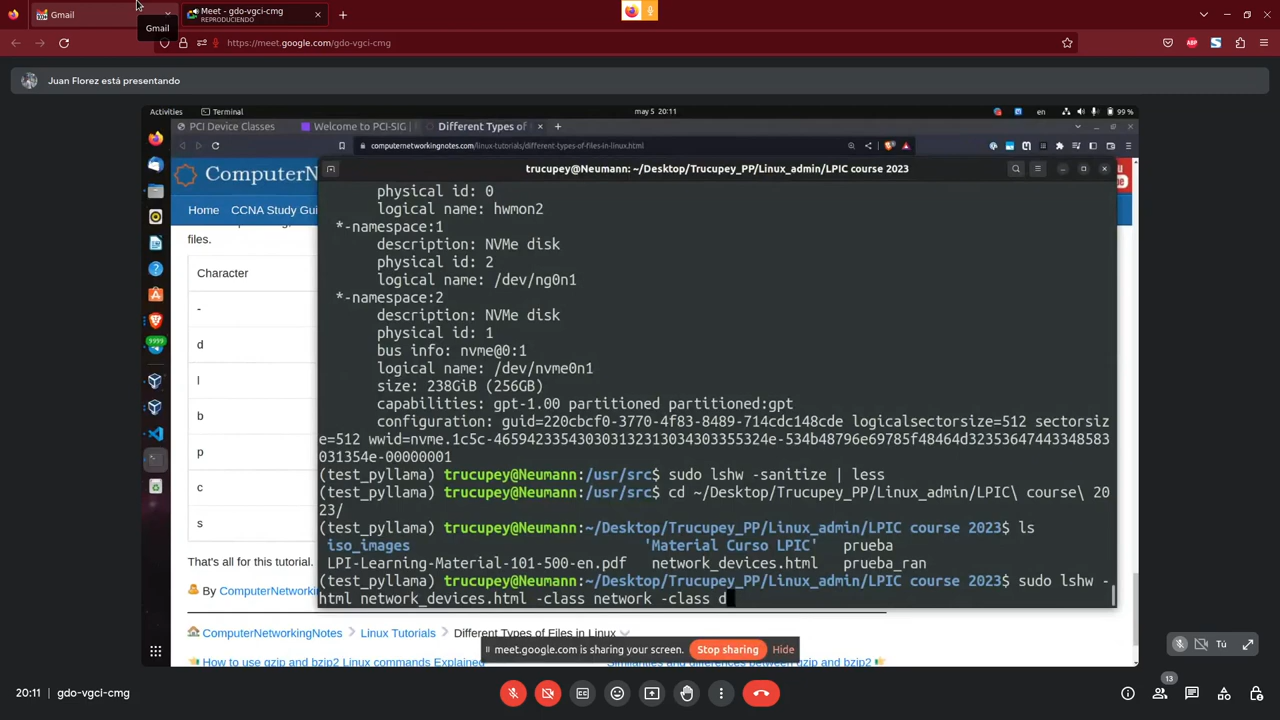 Gmail
Meet - gdo-vgci-cmg
REPRODUCIENDO
Gmail
https://meet.google.com/gdo-vgci-cmg
Juan Florez está presentando
Activities
Terminal
may 5 20:11
en
99 %
PCI Device Classes
Welcome to PCI-SIG |
Different Types of
computernetworkingnotes.com/linux-tutorials/different-types-of-files-in-linux.html
ComputerN
trucupey@Neumann: ~/Desktop/Trucupey_PP/Linux_admin/LPIC course 2023
Home
CCNA Study Gui
files.
Character
-
d
l
b
p
c
s
physical id: 0
logical name: hwmon2
*-namespace:1
description: NVMe disk
physical id: 2
logical name: /dev/ng0n1
*-namespace:2
description: NVMe disk
physical id: 1
bus info: nvme@0:1
logical name: /dev/nvme0n1
size: 238GiB (256GB)
capabilities: gpt-1.00 partitioned partitioned:gpt
configuration: guid=220cbcf0-3770-4f83-8489-714cdc148cde logicalsectorsize=512 sectorsiz
e=512 wwid=nvme.1c5c-46594233543030313231303430335532​4e-534b48796e69785f48464d32353647443348583
031354e-00000001
(test_pyllama) trucupey@Neumann:/usr/src$ sudo lshw -sanitize | less
(test_pyllama) trucupey@Neumann:/usr/src$ cd ~/Desktop/Trucupey_PP/Linux_admin/LPIC\ course\ 20
23/
(test_pyllama) trucupey@Neumann:~/Desktop/Trucupey_PP/Linux_admin/LPIC course 2023$ ls
iso_images 'Material Curso LPIC' prueba
LPI-Learning-Material-101-500-en.pdf network_devices.html prueba_ran
(test_pyllama) trucupey@Neumann:~/Desktop/Trucupey_PP/Linux_admin/LPIC course 2023$ sudo lshw -
html network_devices.html -class network -class d
That's all for this tutorial.
By ComputerNetworkin
ComputerNetworkingNotes
Linux Tutorials
Different Types of Files in Linux
How to use gzip and bzip2 Linux commands Explained
Similarities and differences between gzip and bzip2
meet.google.com is sharing your screen.
Stop sharing
Hide
Tú
20:11
gdo-vgci-cmg
13